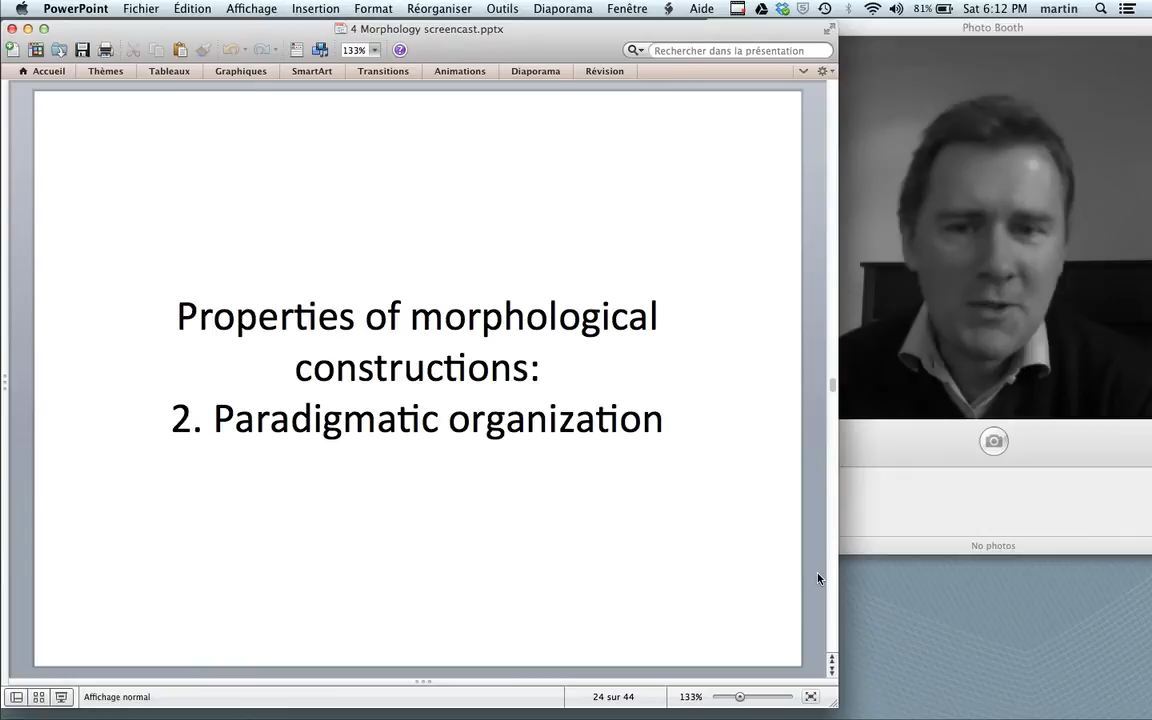 PowerPoint Fichier Édition Affichage Insertion Format Réorganiser Outils Diaporama Fenêtre Aide 81% Sat 6:12 PM martin
4 Morphology screencast.pptx
Photo Booth
133% Rechercher dans la présentation
Accueil Thèmes Tableaux Graphiques SmartArt Transitions Animations Diaporama Révision
Properties of morphological
constructions:
2. Paradigmatic organization
No photos
Affichage normal 24 sur 44 133%